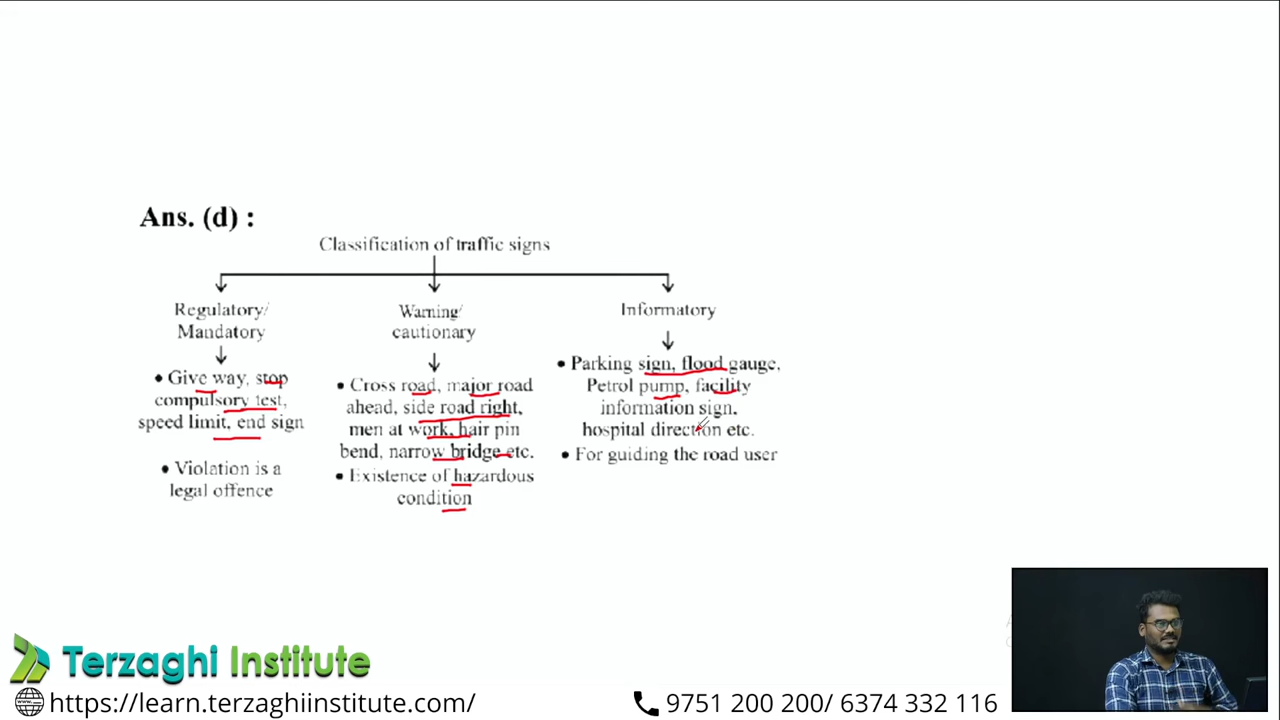 Ans. (d) :
Classification of traffic signs
Regulatory/
Mandatory
• Give way, stop
compulsory test,
speed limit, end sign
• Violation is a
legal offence
Warning/
cautionary
• Cross road, major road
ahead, side road right,
men at work, hair pin
bend, narrow bridge etc.
• Existence of hazardous
condition
Informatory
• Parking sign, flood gauge,
Petrol pump, facility
information sign,
hospital direction etc.
• For guiding the road user
Terzaghi Institute
https://learn.terzaghiinstitute.com/
9751 200 200/ 6374 332 116